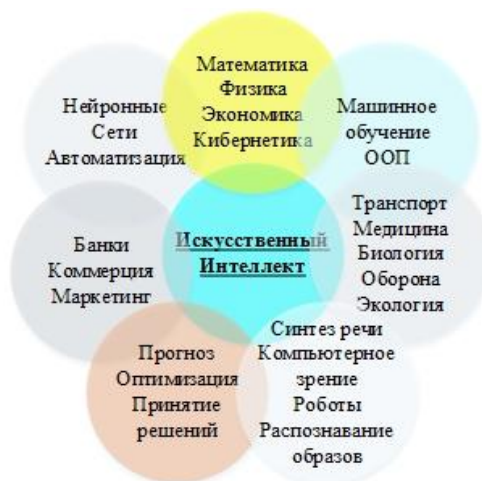 Математика
Физика
Экономика
Кибернетика
Машинное
обучение
ООП
Транспорт
Медицина
Биология
Оборона
Экология
Синтез речи
Компьютерное
зрение
Роботы
Распознавание
образов
Прогноз
Оптимизация
Принятие
решений
Банки
Коммерция
Маркетинг
Нейронные
Сети
Автоматизация
Искусственный
Интеллект